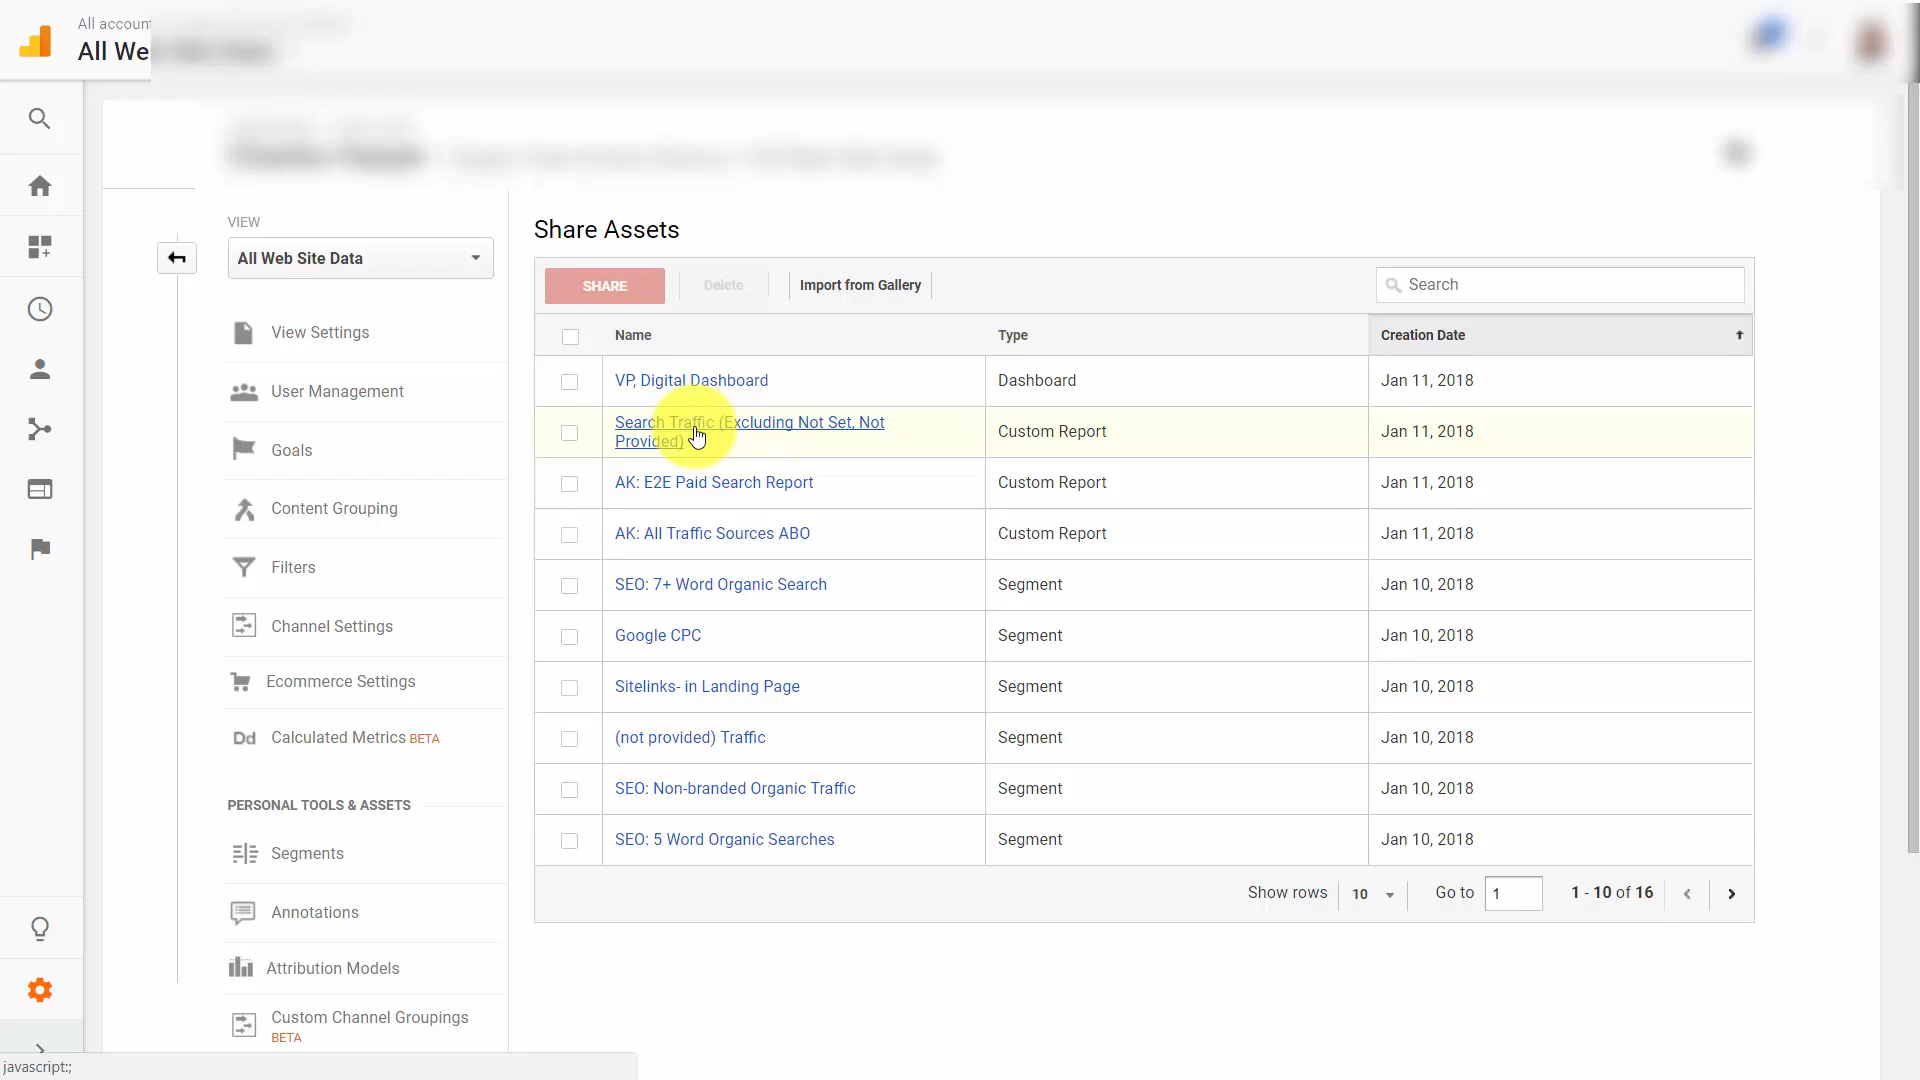 All accoun
All We
VIEW
All Web Site Data
View Settings
User Management
Goals
Content Grouping
Filters
Channel Settings
Ecommerce Settings
Dd Calculated Metrics BETA
PERSONAL TOOLS & ASSETS
Segments
Annotations
Attribution Models
Custom Channel Groupings
BETA
Share Assets
SHARE Delete Import from Gallery Search
Name Type Creation Date
VP, Digital Dashboard Dashboard Jan 11, 2018
Search Traffic (Excluding Not Set, Not
Provided) Custom Report Jan 11, 2018
AK: E2E Paid Search Report Custom Report Jan 11, 2018
AK: All Traffic Sources ABO Custom Report Jan 11, 2018
SEO: 7+ Word Organic Search Segment Jan 10, 2018
Google CPC Segment Jan 10, 2018
Sitelinks- in Landing Page Segment Jan 10, 2018
(not provided) Traffic Segment Jan 10, 2018
SEO: Non-branded Organic Traffic Segment Jan 10, 2018
SEO: 5 Word Organic Searches Segment Jan 10, 2018
Show rows 10 Go to 1 1 - 10 of 16
javascript:;